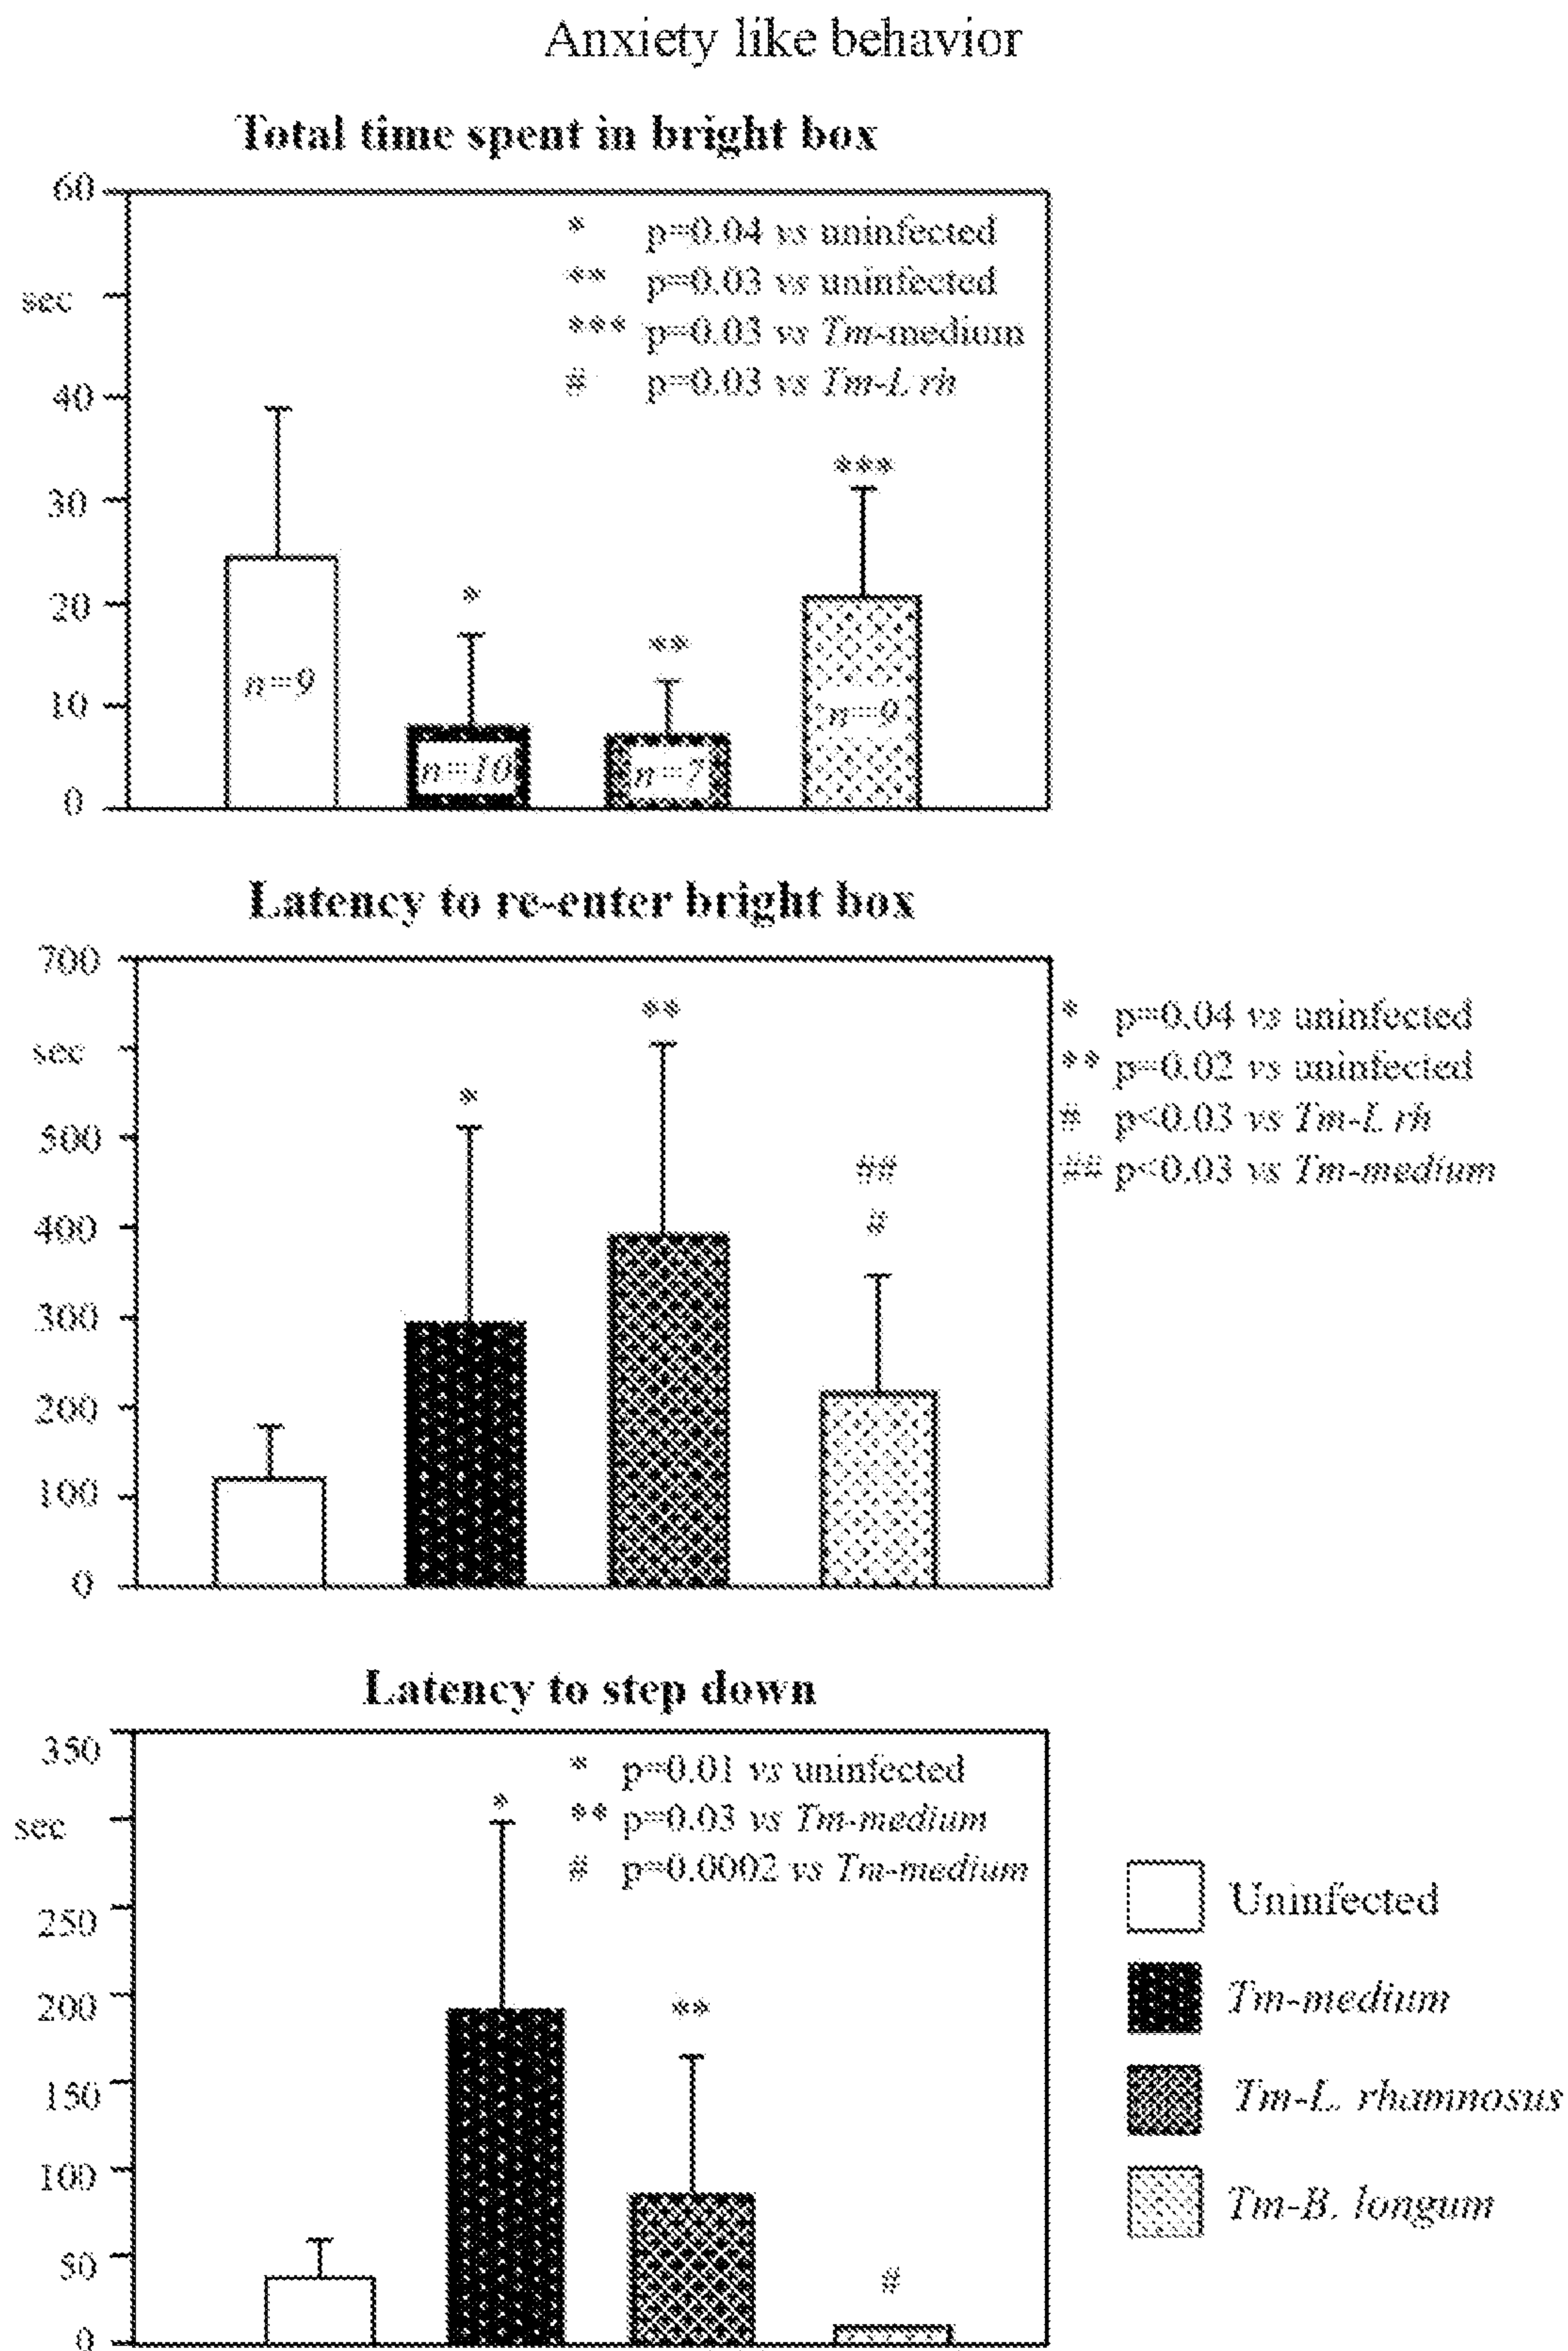 Anxiety like behavior
Total time spent in bright box
60
sec
40
30
20
10
0
* p=0.04 vs uninfected
** p=0.03 vs uninfected
*** p=0.03 vs Tm-medium
# p=0.03 vs Tm-L rh
*
**
***
n=9
n=10
n=7
n=9
Latency to re-enter bright box
700
sec
500
400
300
200
100
0
*
**
##
#
* p=0.04 vs uninfected
** p=0.02 vs uninfected
# p<0.03 vs Tm-L rh
## p<0.03 vs Tm-medium
Latency to step down
350
sec
250
200
150
100
50
0
* p=0.01 vs uninfected
** p=0.03 vs Tm-medium
# p=0.0002 vs Tm-medium
*
**
#
Uninfected
Tm-medium
Tm-L. rhamnosus
Tm-B. longum